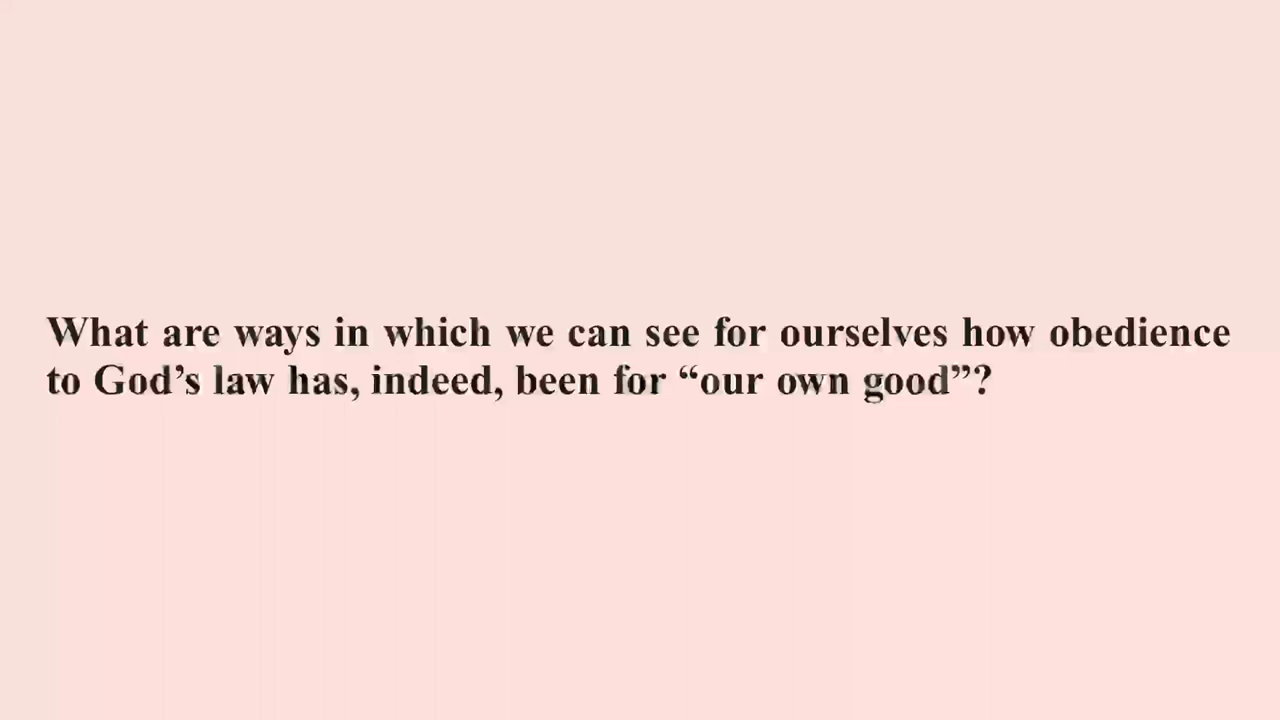 What are ways in which we can see for ourselves how obedience
to God’s law has, indeed, been for “our own good”?